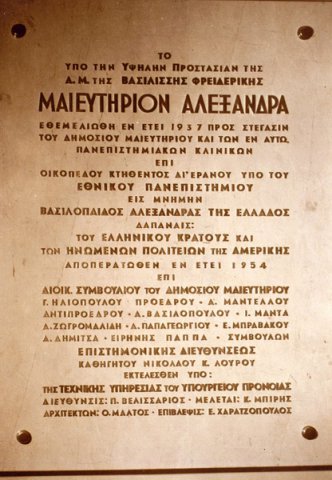 ΤΟ
ΥΠΟ ΤΗΝ ΥΨΗΛΗΝ ΠΡΟΣΤΑΣΙΑΝ ΤΗΣ
Α.Μ. ΤΗΣ ΒΑΣΙΛΙΣΣΗΣ ΦΡΕΙΔΕΡΙΚΗΣ
ΜΑΙΕΥΤΗΡΙΟΝ ΑΛΕΞΑΝΔΡΑ
ΕΘΕΜΕΛΙΩΘΗ ΕΝ ΕΤΕΙ 1937 ΠΡΟΣ ΣΤΕΓΑΣΙΝ
ΤΟΥ ΔΗΜΟΣΙΟΥ ΜΑΙΕΥΤΗΡΙΟΥ ΚΑΙ ΤΩΝ ΕΝ ΑΥΤΩ,
ΠΑΝΕΠΙΣΤΗΜΙΑΚΩΝ ΚΛΙΝΙΚΩΝ
ΕΠΙ
ΟΙΚΟΠΕΔΟΥ ΚΤΗΘΕΝΤΟΣ ΔΙ' ΕΡΑΝΟΥ ΥΠΟ ΤΟΥ
ΕΘΝΙΚΟΥ ΠΑΝΕΠΙΣΤΗΜΙΟΥ
ΕΙΣ ΜΝΗΜΗΝ
ΒΑΣΙΛΟΠΑΙΔΟΣ ΑΛΕΞΑΝΔΡΑΣ ΤΗΣ ΕΛΛΑΔΟΣ
ΔΑΠΑΝΑΙΣ:
ΤΟΥ ΕΛΛΗΝΙΚΟΥ ΚΡΑΤΟΥΣ ΚΑΙ
ΤΩΝ ΗΝΩΜΕΝΩΝ ΠΟΛΙΤΕΙΩΝ ΤΗΣ ΑΜΕΡΙΚΗΣ
ΑΠΟΠΕΡΑΤΩΘΕΝ ΕΝ ΕΤΕΙ 1954
ΕΠΙ
ΔΙΟΙΚ. ΣΥΜΒΟΥΛΙΟΥ ΤΟΥ ΔΗΜΟΣΙΟΥ ΜΑΙΕΥΤΗΡΙΟΥ
Γ. ΗΛΙΟΠΟΥΛΟΥ ΠΡΟΕΔΡΟΥ · Δ. ΜΑΝΤΕΛΛΟΥ
ΑΝΤΙΠΡΟΕΔΡΟΥ · Δ. ΒΑΣΙΛΟΠΟΥΛΟΥ · Ι. ΜΑΝΤΑ
Δ. ΖΩΓΡΟΜΑΛΙΔΗ · Δ. ΠΑΠΑΓΕΩΡΓΙΟΥ · Ε. ΜΠΡΑΒΑΚΟΥ
Δ. ΔΗΜΙΤΣΑ · ΕΙΡΗΝΗΣ ΠΑΠΠΑ · ΣΥΜΒΟΥΛΩΝ
ΕΠΙΣΤΗΜΟΝΙΚΗΣ ΔΙΕΥΘΥΝΣΕΩΣ
ΚΑΘΗΓΗΤΟΥ ΝΙΚΟΛΑΟΥ Κ. ΛΟΥΡΟΥ
ΕΚΤΕΛΕΣΘΕΝ ΥΠΟ:
ΤΗΣ ΤΕΧΝΙΚΗΣ ΥΠΗΡΕΣΙΑΣ ΤΟΥ ΥΠΟΥΡΓΕΙΟΥ ΠΡΟΝΟΙΑΣ
ΔΙΕΥΘΥΝΣΙΣ: Π. ΒΕΛΙΣΣΑΡΙΟΣ · ΜΕΛΕΤΑΙ: Κ. ΜΠΙΡΗΣ
ΑΡΧΙΤΕΚΤΩΝ: Ο. ΜΑΛΤΟΣ · ΕΠΙΒΛΕΨΙΣ: Ε. ΧΑΡΑΤΖΟΠΟΥΛΟΣ